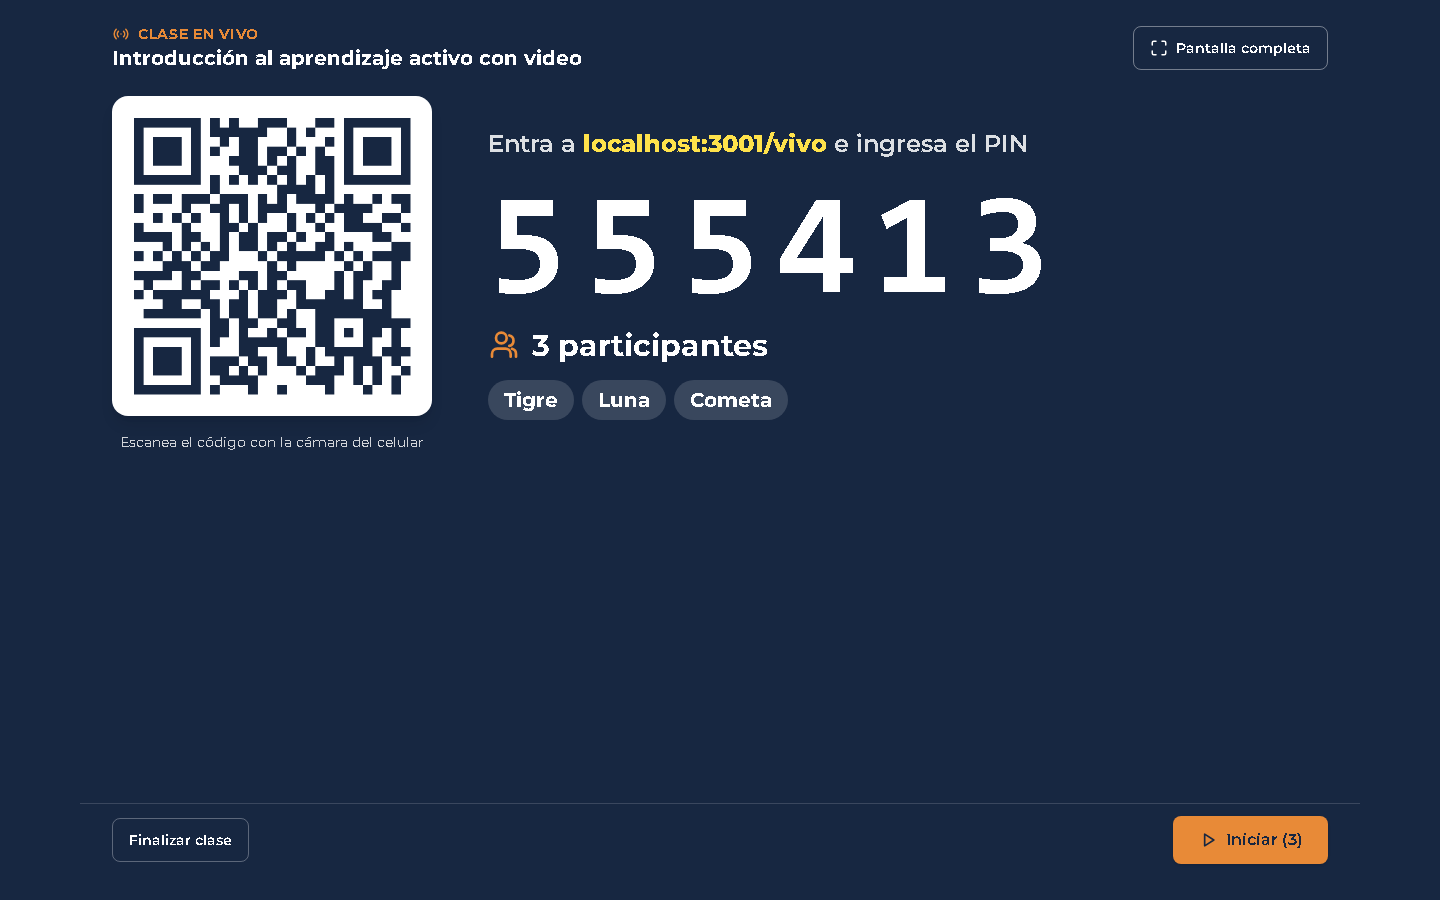 CLASE EN VIVO
Introducción al aprendizaje activo con video
Pantalla completa
Entra a localhost:3001/vivo e ingresa el PIN
555413
3 participantes
Tigre Luna Cometa
Escanea el código con la cámara del celular
Finalizar clase
Iniciar (3)